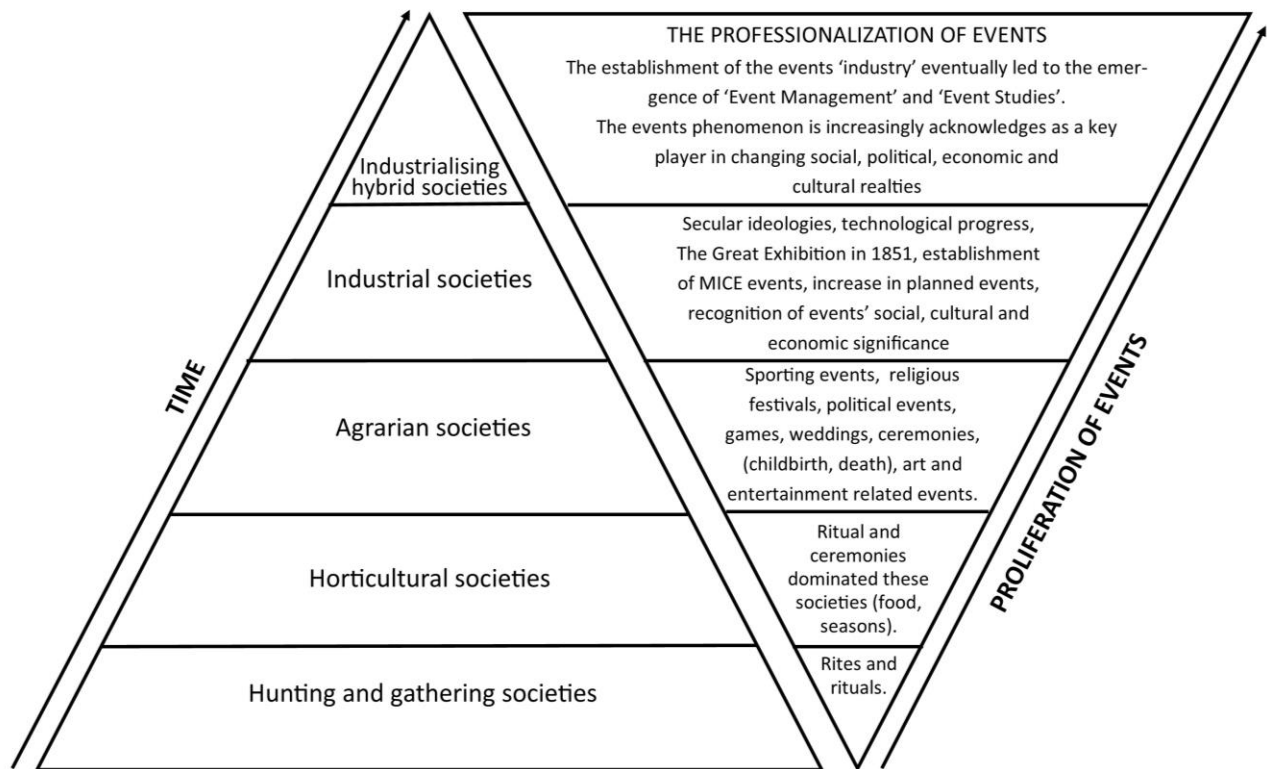 THE PROFESSIONALIZATION OF EVENTS
The establishment of the events ‘industry’ eventually led to the emer-
gence of ‘Event Management’ and ‘Event Studies’.
The events phenomenon is increasingly acknowledges as a key
player in changing social, political, economic and
cultural realties
Industrialising
hybrid societies
Secular ideologies, technological progress,
The Great Exhibition in 1851, establishment
of MICE events, increase in planned events,
recognition of events’ social, cultural and
economic significance
Industrial societies
Sporting events, religious
festivals, political events,
games, weddings, ceremonies,
(childbirth, death), art and
entertainment related events.
Agrarian societies
Ritual and
ceremonies
dominated these
societies (food,
seasons).
Horticultural societies
Rites and
rituals.
Hunting and gathering societies
TIME
PROLIFERATION OF EVENTS